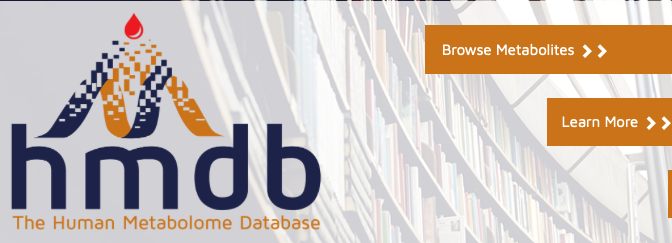 Browse Metabolites
Learn More
hmdb
The Human Metabolome Database